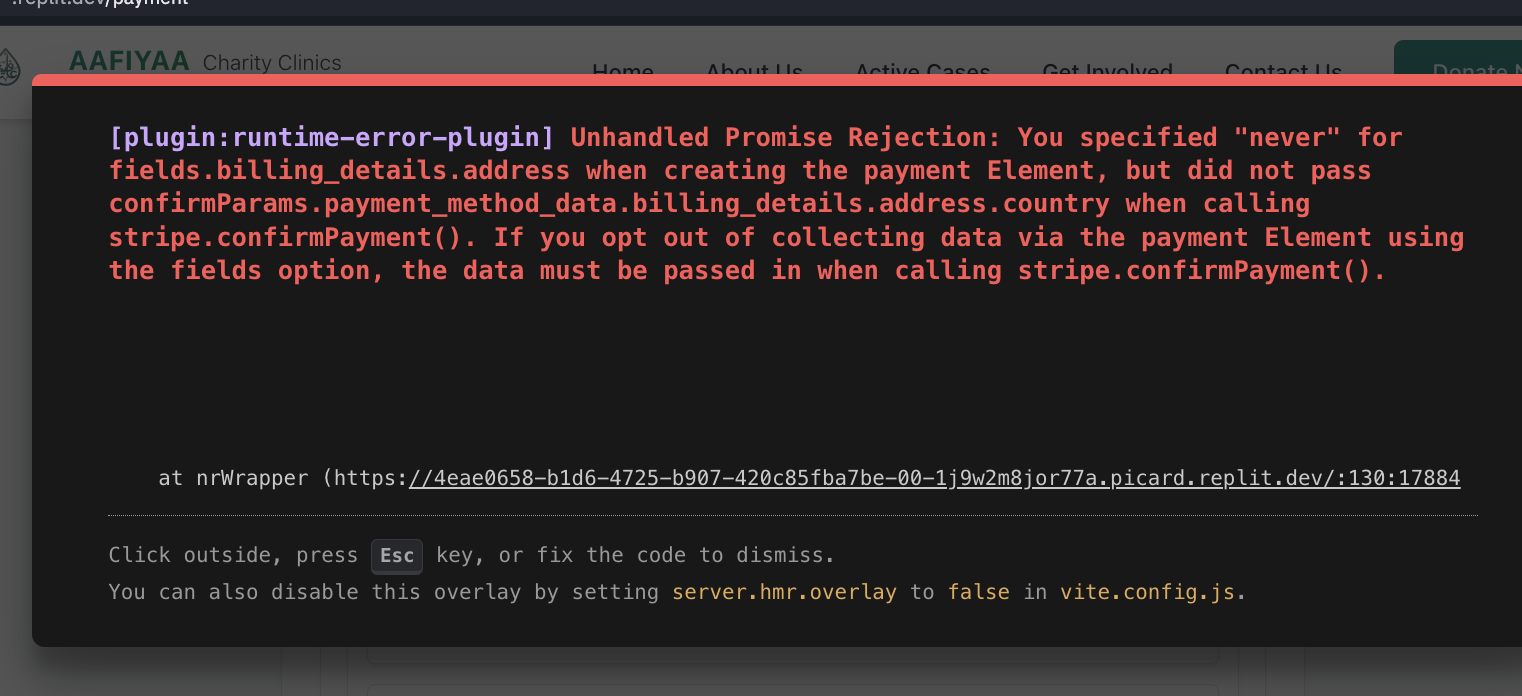 .replit.dev/payment
AAFIYAA Charity Clinics
Home About Us Active Cases Get Involved Contact Us Donate
[plugin:runtime-error-plugin] Unhandled Promise Rejection: You specified "never" for
fields.billing_details.address when creating the payment Element, but did not pass
confirmParams.payment_method_data.billing_details.address.country when calling
stripe.confirmPayment(). If you opt out of collecting data via the payment Element using
the fields option, the data must be passed in when calling stripe.confirmPayment().
at nrWrapper (https://4eae0658-b1d6-4725-b907-420c85fba7be-00-1j9w2m8jor77a.picard.replit.dev/:130:17884
Click outside, press Esc key, or fix the code to dismiss.
You can also disable this overlay by setting server.hmr.overlay to false in vite.config.js.